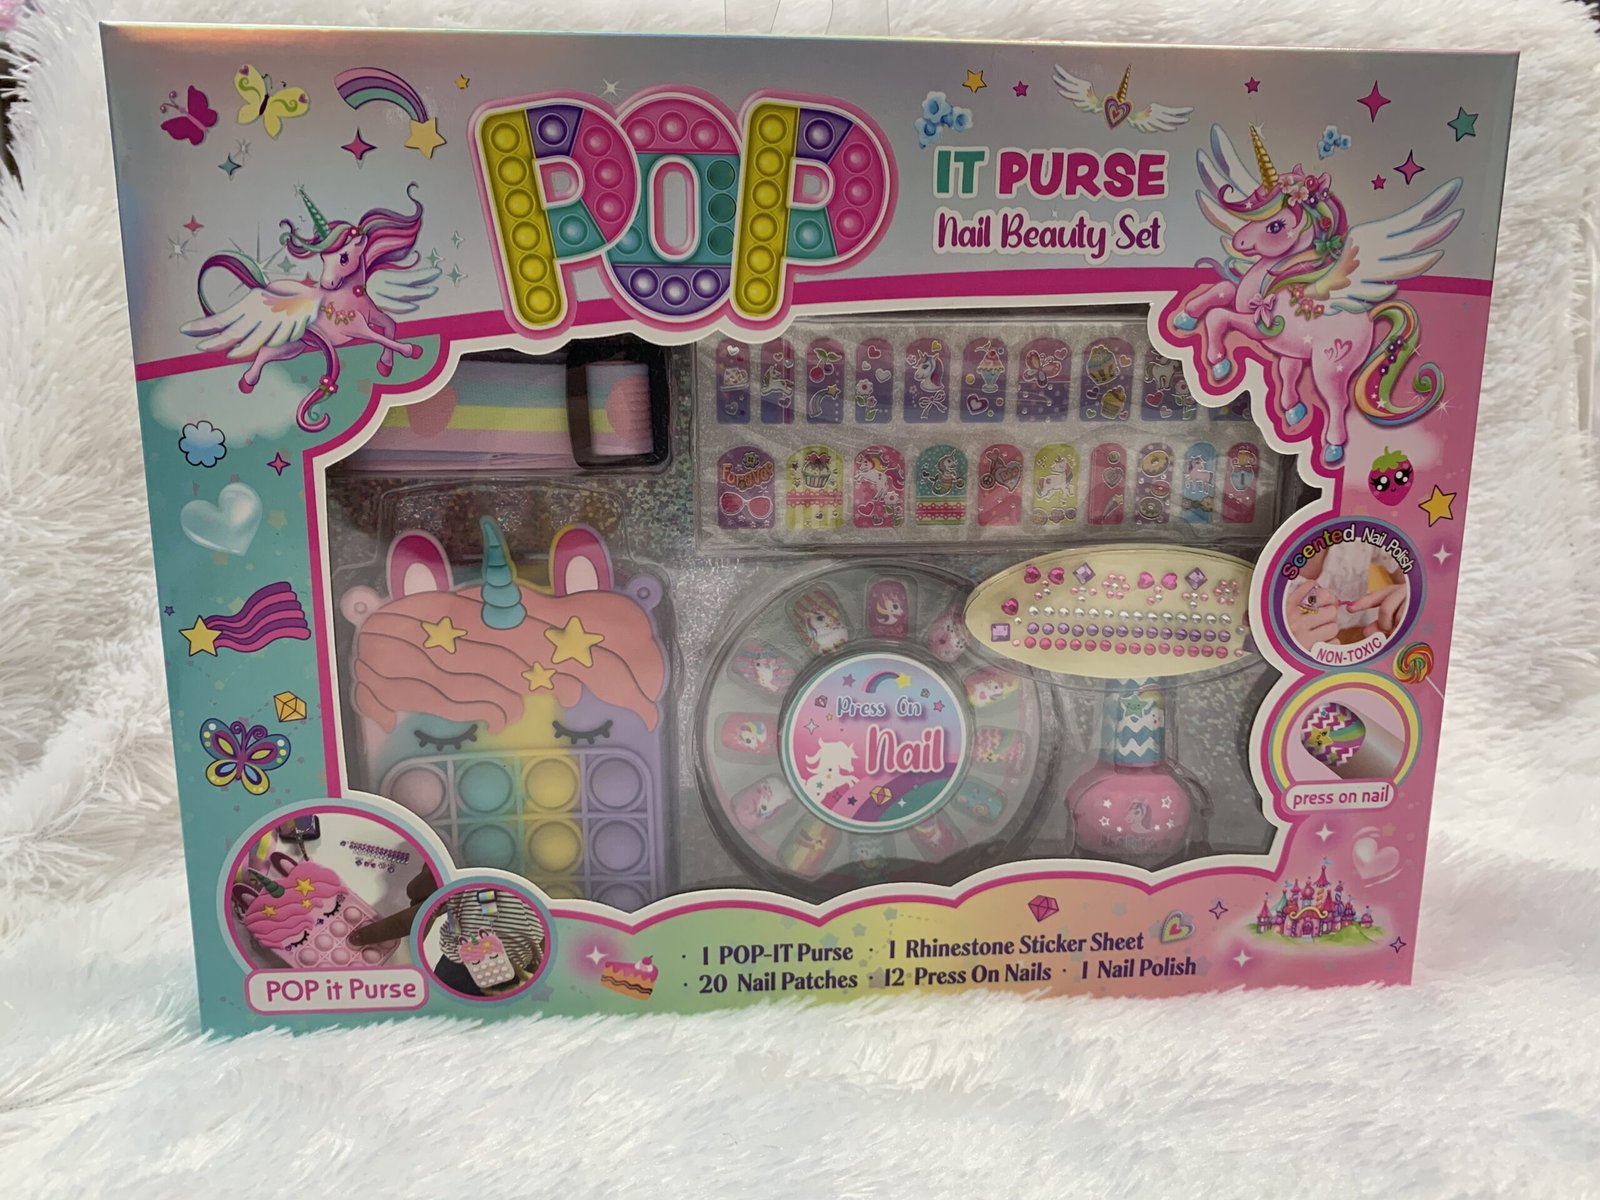 POP
IT PURSE
Nail Beauty Set
Forever
Scented Nail Polish
NON-TOXIC
Press On
Nail
press on nail
POP it Purse
· 1 POP-IT Purse · 1 Rhinestone Sticker Sheet
· 20 Nail Patches · 12 Press On Nails · 1 Nail Polish